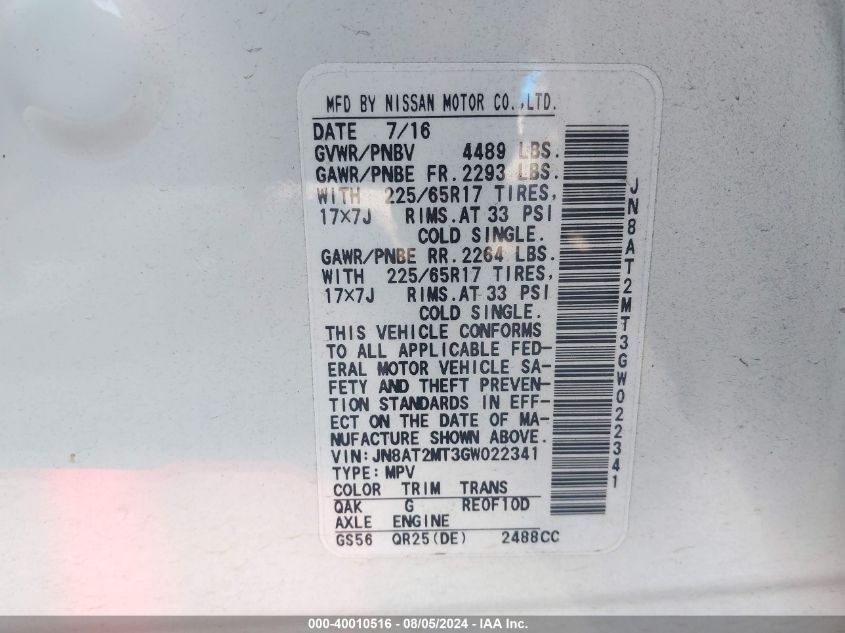 MFD BY NISSAN MOTOR CO.,LTD.
DATE 7/16
GVWR/PNBV 4489 LBS.
GAWR/PNBE FR. 2293 LBS.
WITH 225/65R17 TIRES,
17×7J RIMS. AT 33 PSI
COLD SINGLE.
GAWR/PNBE RR. 2264 LBS.
WITH 225/65R17 TIRES,
17×7J RIMS. AT 33 PSI
COLD SINGLE.
THIS VEHICLE CONFORMS
TO ALL APPLICABLE FED-
ERAL MOTOR VEHICLE SA-
FETY AND THEFT PREVEN-
TION STANDARDS IN EFF-
ECT ON THE DATE OF MA-
NUFACTURE SHOWN ABOVE.
VIN: JN8AT2MT3GW022341
TYPE: MPV
COLOR TRIM TRANS
QAK G RE0F10D
AXLE ENGINE
GS56 QR25(DE) 2488CC
JN8AT2MT3GW022341
000-40010516 - 08/05/2024 - IAA Inc.